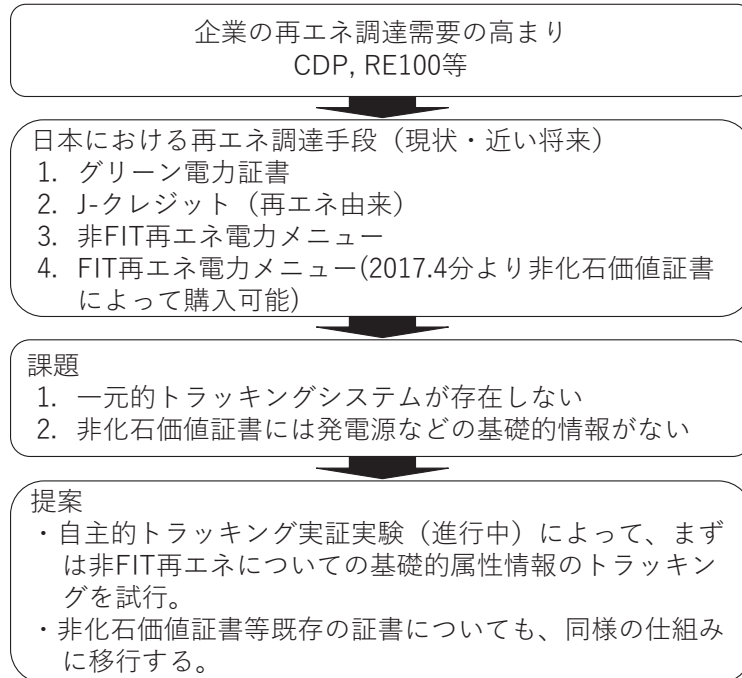 企業の再エネ調達需要の高まり
CDP, RE100等
日本における再エネ調達手段（現状・近い将来）
1. グリーン電力証書
2. J-クレジット（再エネ由来）
3. 非FIT再エネ電力メニュー
4. FIT再エネ電力メニュー(2017.4分より非化石価値証書
によって購入可能)
課題
1. 一元的トラッキングシステムが存在しない
2. 非化石価値証書には発電源などの基礎的情報がない
提案
・自主的トラッキング実証実験（進行中）によって、まず
は非FIT再エネについての基礎的属性情報のトラッキン
グを試行。
・非化石価値証書等既存の証書についても、同様の仕組み
に移行する。